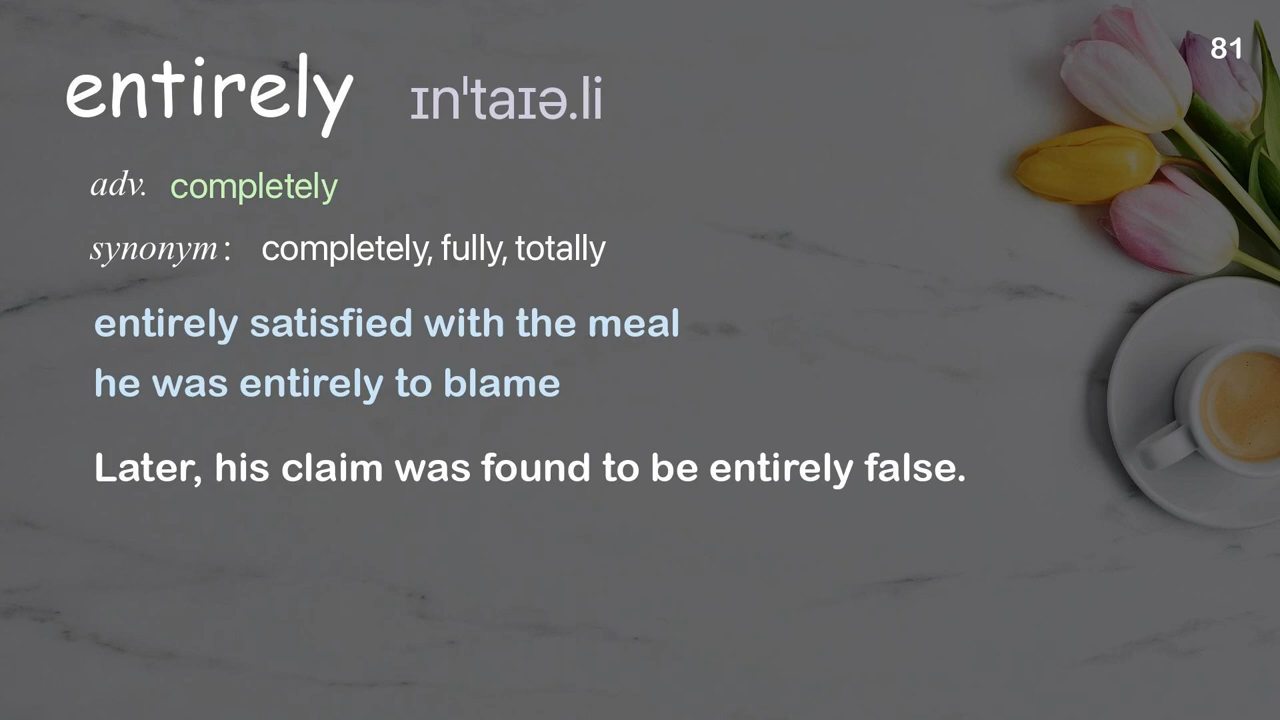 81
entirely ɪnˈtaɪə.li
adv. completely
synonym : completely, fully, totally
entirely satisfied with the meal
he was entirely to blame
Later, his claim was found to be entirely false.